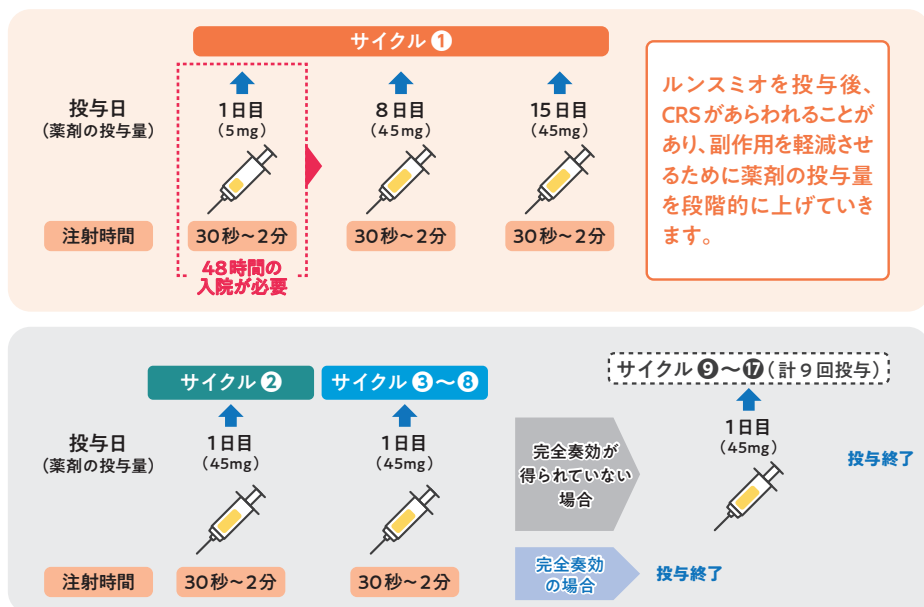 サイクル ❶
投与日
(薬剤の投与量)
1日目
(5mg)
8日目
(45mg)
15日目
(45mg)
注射時間
30秒～2分
30秒～2分
30秒～2分
48時間の
入院が必要
ルンスミオを投与後、
CRSがあらわれることが
あり、副作用を軽減させ
るために薬剤の投与量
を段階的に上げていき
ます。
サイクル ❷
サイクル ❸～❽
サイクル ❾～⓱(計9回投与)
投与日
(薬剤の投与量)
1日目
(45mg)
1日目
(45mg)
完全奏効が
得られていない
場合
1日目
(45mg)
投与終了
注射時間
30秒～2分
30秒～2分
完全奏効
の場合
投与終了